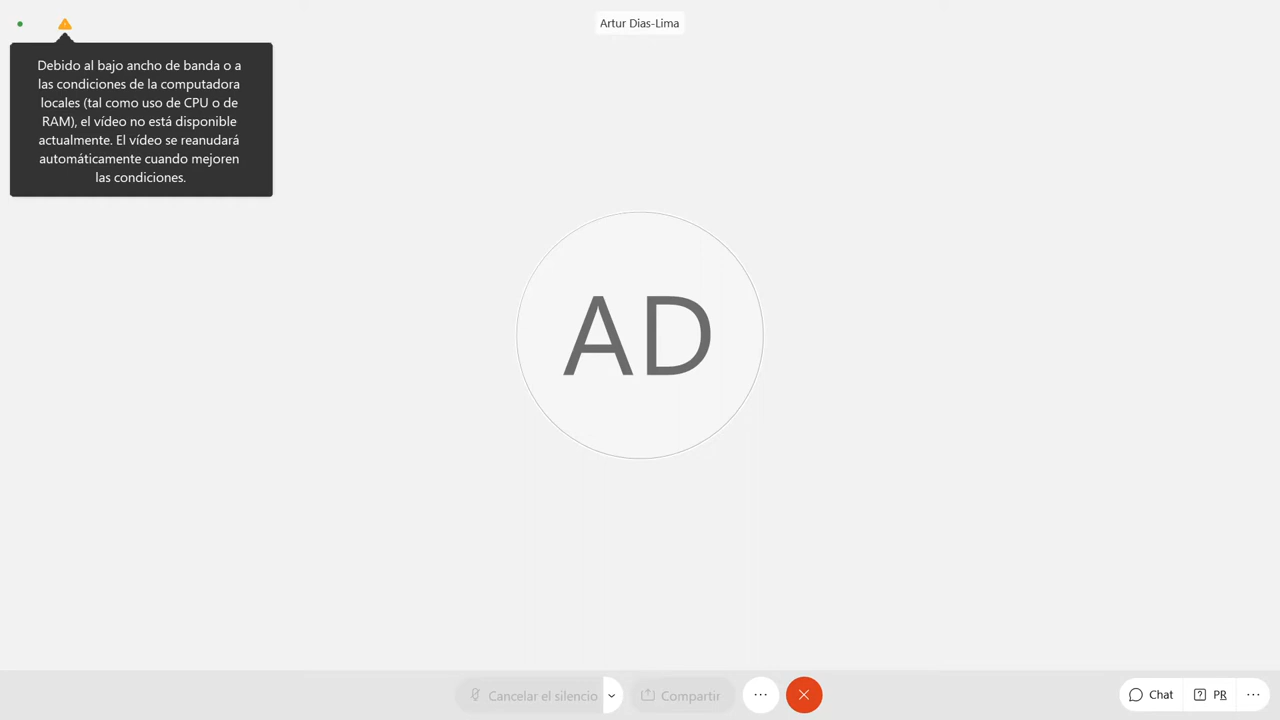 Artur Dias-Lima
Debido al bajo ancho de banda o a
las condiciones de la computadora
locales (tal como uso de CPU o de
RAM), el vídeo no está disponible
actualmente. El vídeo se reanudará
automáticamente cuando mejoren
las condiciones.
AD
Cancelar el silencio
Compartir
Chat
PR